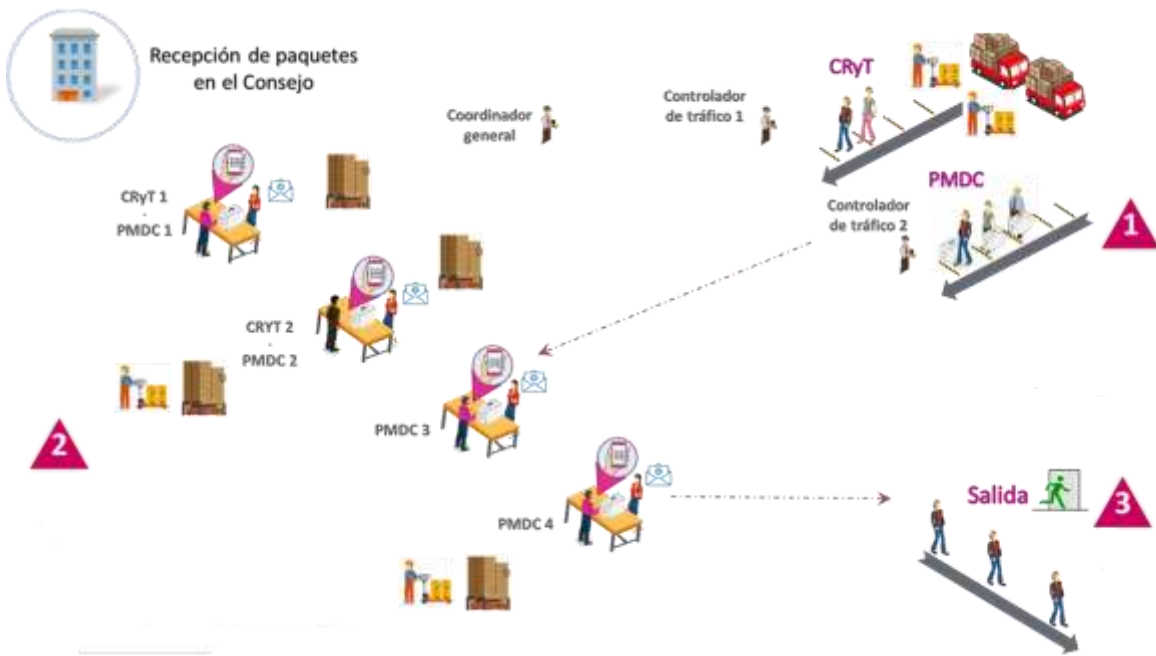 Recepción de paquetes
en el Consejo
Coordinador
general
Controlador
de tráfico 1
CRyT
PMDC
Controlador
de tráfico 2
1
CRyT 1
-
PMDC 1
CRYT 2
-
PMDC 2
2
PMDC 3
PMDC 4
Salida
3